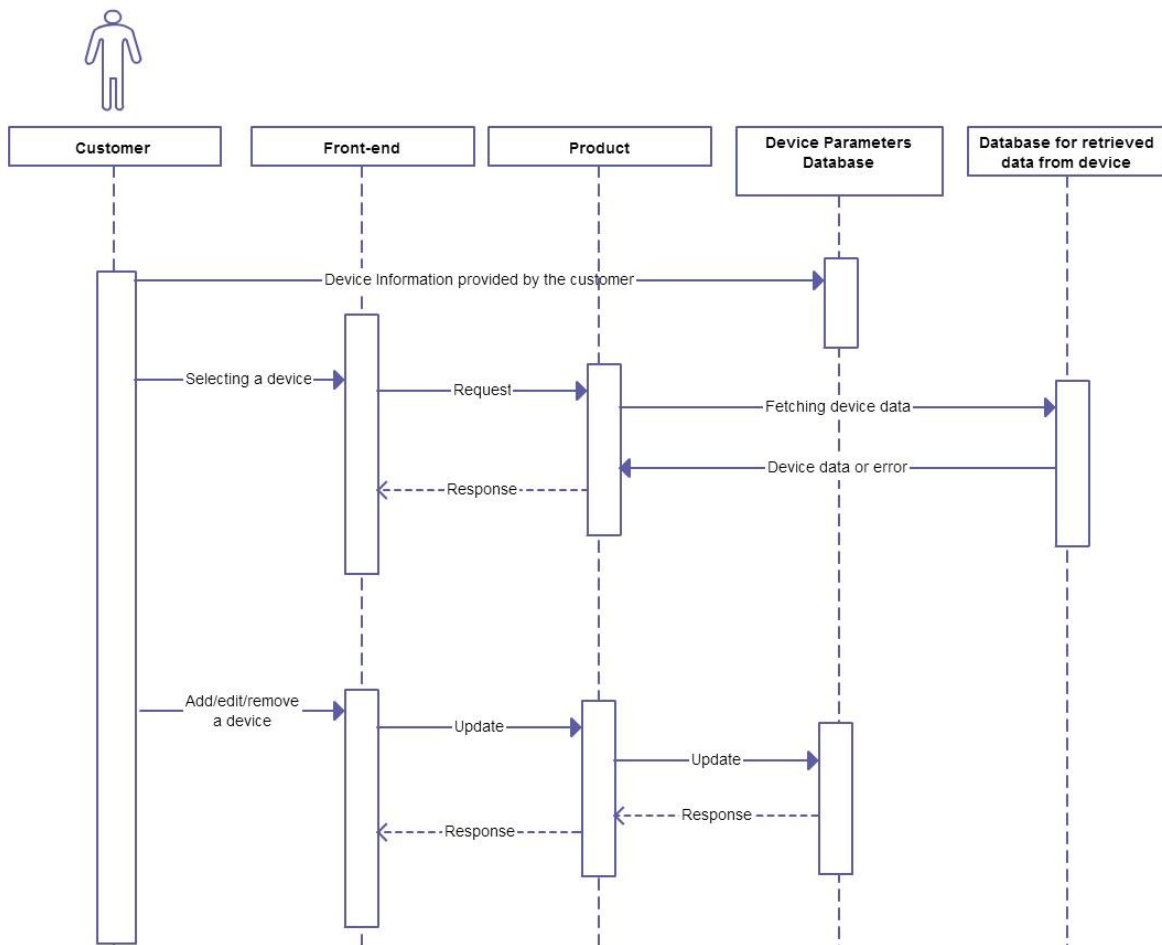 Customer
Front-end
Product
Device Parameters
Database
Database for retrieved
data from device
Device Information provided by the customer
Selecting a device
Request
Fetching device data
Device data or error
Response
Add/edit/remove
a device
Update
Update
Response
Response